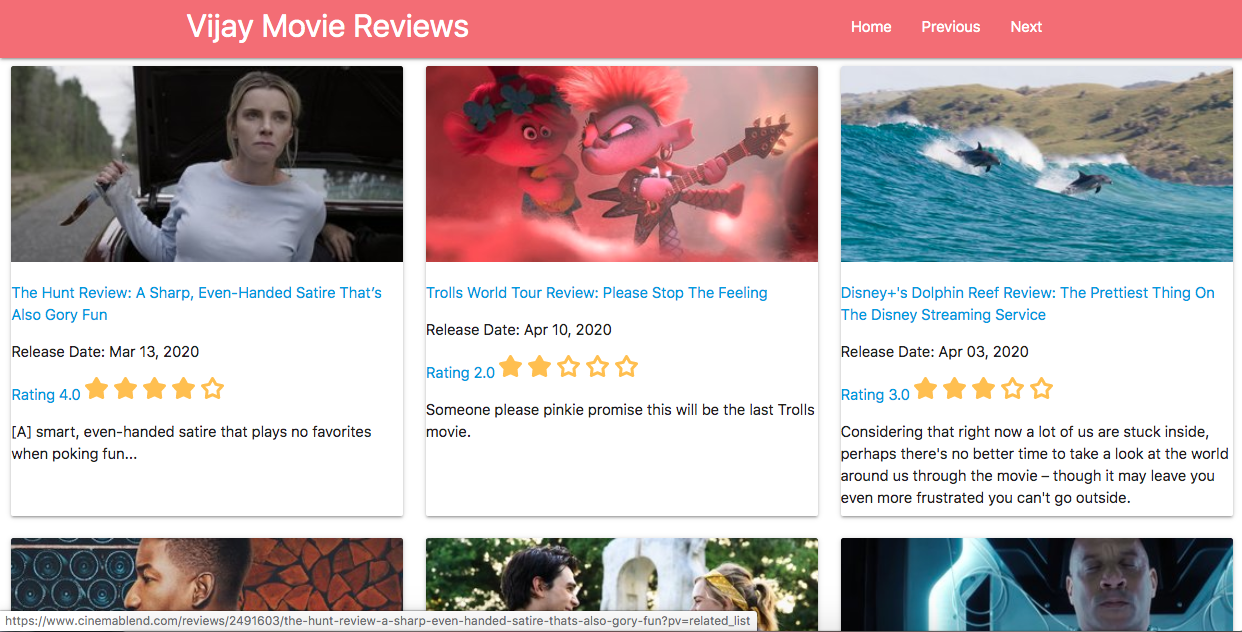 Vijay Movie Reviews
Home Previous Next
The Hunt Review: A Sharp, Even-Handed Satire That’s
Also Gory Fun
Release Date: Mar 13, 2020
Rating 4.0
[A] smart, even-handed satire that plays no favorites
when poking fun...
Trolls World Tour Review: Please Stop The Feeling
Release Date: Apr 10, 2020
Rating 2.0
Someone please pinkie promise this will be the last Trolls
movie.
Disney+'s Dolphin Reef Review: The Prettiest Thing On
The Disney Streaming Service
Release Date: Apr 03, 2020
Rating 3.0
Considering that right now a lot of us are stuck inside,
perhaps there's no better time to take a look at the world
around us through the movie – though it may leave you
even more frustrated you can't go outside.
https://www.cinemablend.com/reviews/2491603/the-hunt-review-a-sharp-even-handed-satire-thats-also-gory-fun?pv=related_list